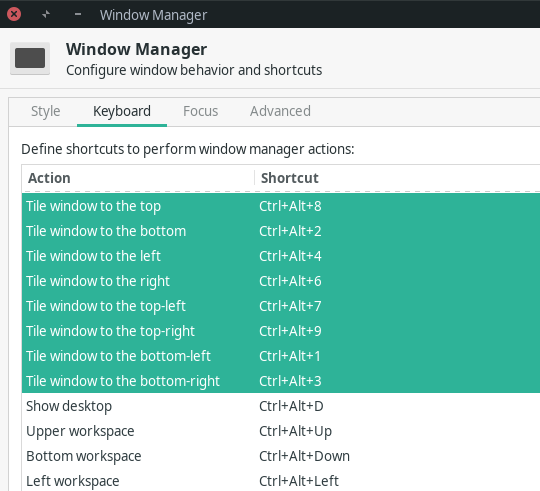 Window Manager
Window Manager
Configure window behavior and shortcuts
Style Keyboard Focus Advanced
Define shortcuts to perform window manager actions:
Action Shortcut
Tile window to the top Ctrl+Alt+8
Tile window to the bottom Ctrl+Alt+2
Tile window to the left Ctrl+Alt+4
Tile window to the right Ctrl+Alt+6
Tile window to the top-left Ctrl+Alt+7
Tile window to the top-right Ctrl+Alt+9
Tile window to the bottom-left Ctrl+Alt+1
Tile window to the bottom-right Ctrl+Alt+3
Show desktop Ctrl+Alt+D
Upper workspace Ctrl+Alt+Up
Bottom workspace Ctrl+Alt+Down
Left workspace Ctrl+Alt+Left